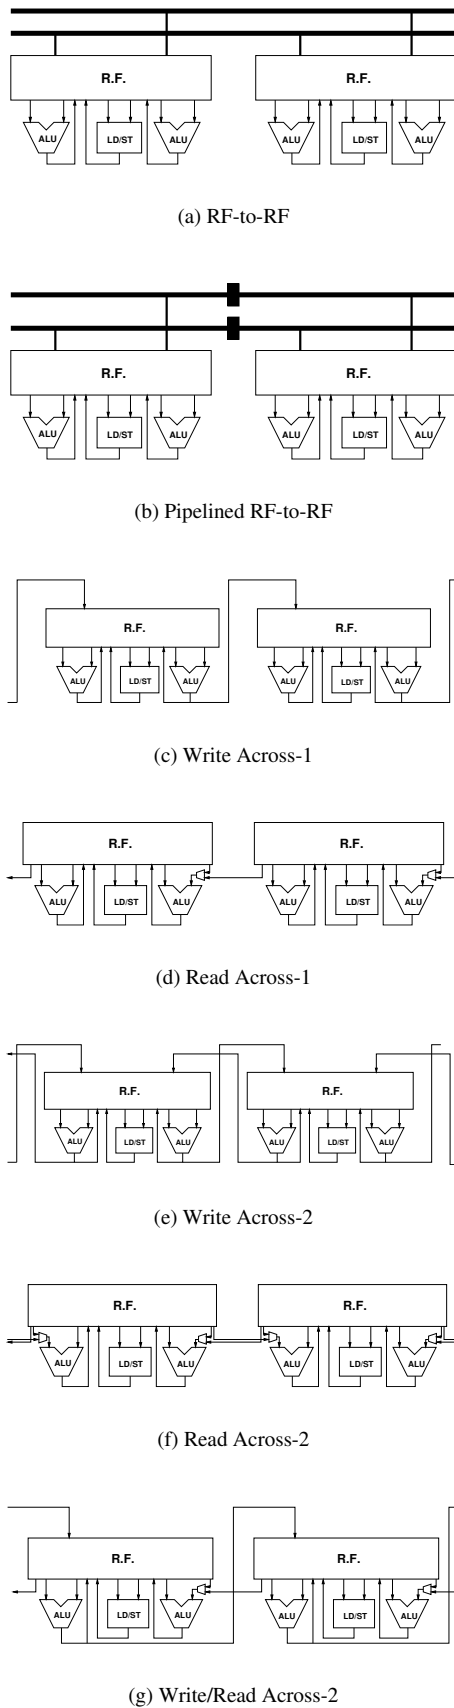 R.F. R.F.
ALU LD/ST ALU ALU LD/ST ALU
(a) RF-to-RF
R.F. R.F.
ALU LD/ST ALU ALU LD/ST ALU
(b) Pipelined RF-to-RF
R.F. R.F.
ALU LD/ST ALU ALU LD/ST ALU
(c) Write Across-1
R.F. R.F.
ALU LD/ST ALU ALU LD/ST ALU
(d) Read Across-1
R.F. R.F.
ALU LD/ST ALU ALU LD/ST ALU
(e) Write Across-2
R.F. R.F.
ALU LD/ST ALU ALU LD/ST ALU
(f) Read Across-2
R.F. R.F.
ALU LD/ST ALU ALU LD/ST ALU
(g) Write/Read Across-2